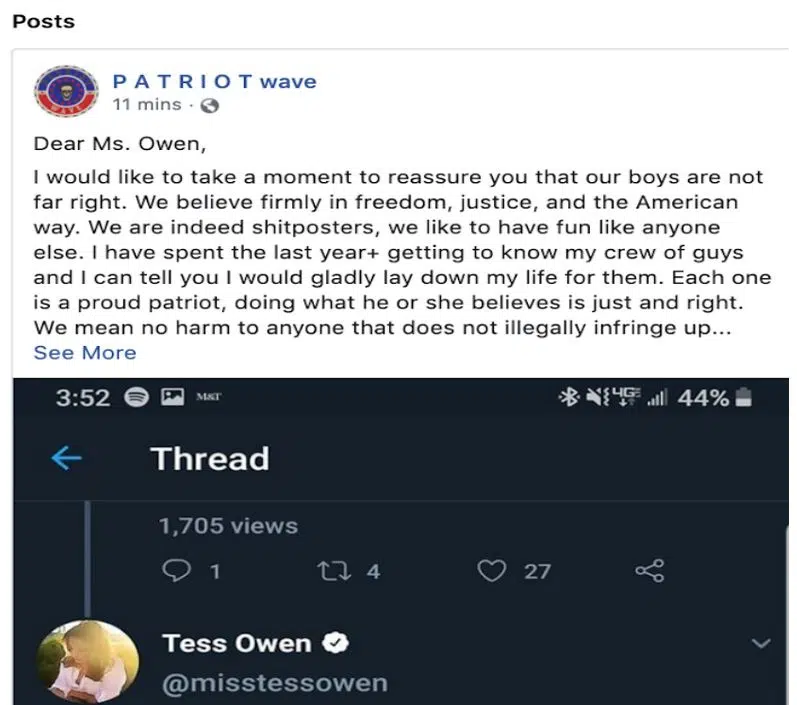 Posts
P A T R I O T wave
11 mins ·
Dear Ms. Owen,
I would like to take a moment to reassure you that our boys are not
far right. We believe firmly in freedom, justice, and the American
way. We are indeed shitposters, we like to have fun like anyone
else. I have spent the last year+ getting to know my crew of guys
and I can tell you I would gladly lay down my life for them. Each one
is a proud patriot, doing what he or she believes is just and right.
We mean no harm to anyone that does not illegally infringe up...
See More
3:52 M&T 4GE 44%
Thread
1,705 views
1 4 27
Tess Owen
@misstessowen